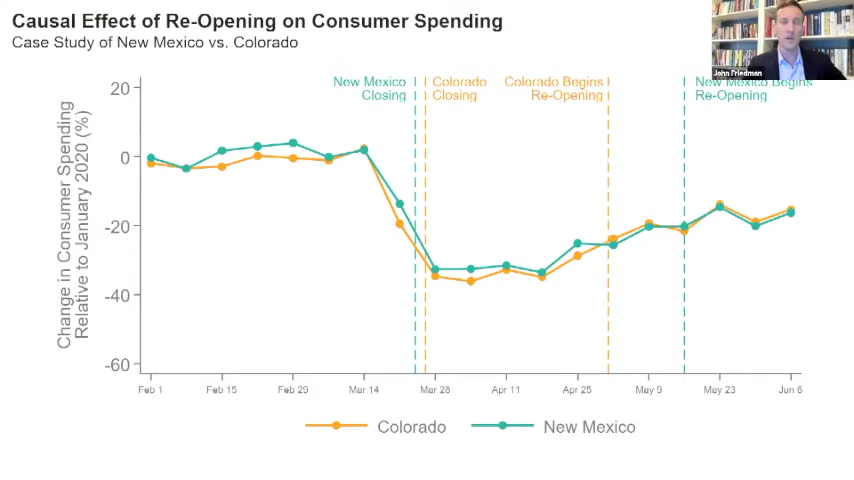 Causal Effect of Re-Opening on Consumer Spending
Case Study of New Mexico vs. Colorado
John Friedman
New Mexico
Closing
Colorado
Closing
Colorado Begins
Re-Opening
New Mexico Begins
Re-Opening
Change in Consumer Spending
Relative to January 2020 (%)
20
0
-20
-40
-60
Feb 1
Feb 15
Feb 29
Mar 14
Mar 28
Apr 11
Apr 25
May 9
May 23
Jun 6
Colorado
New Mexico